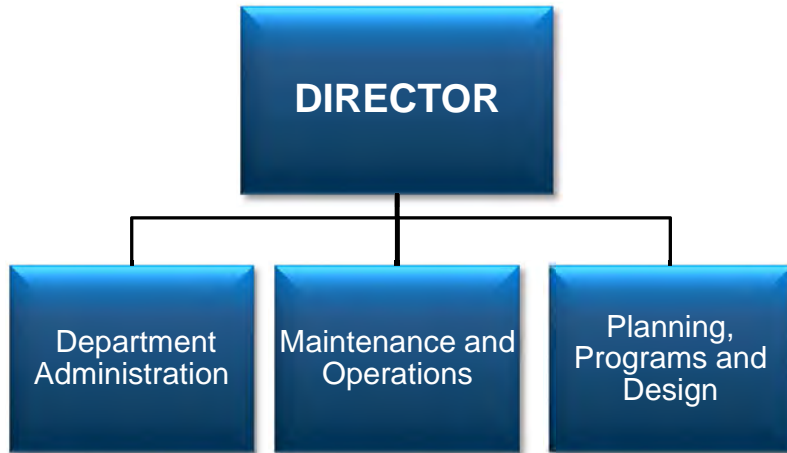 DIRECTOR
Department
Administration
Maintenance and
Operations
Planning,
Programs and
Design